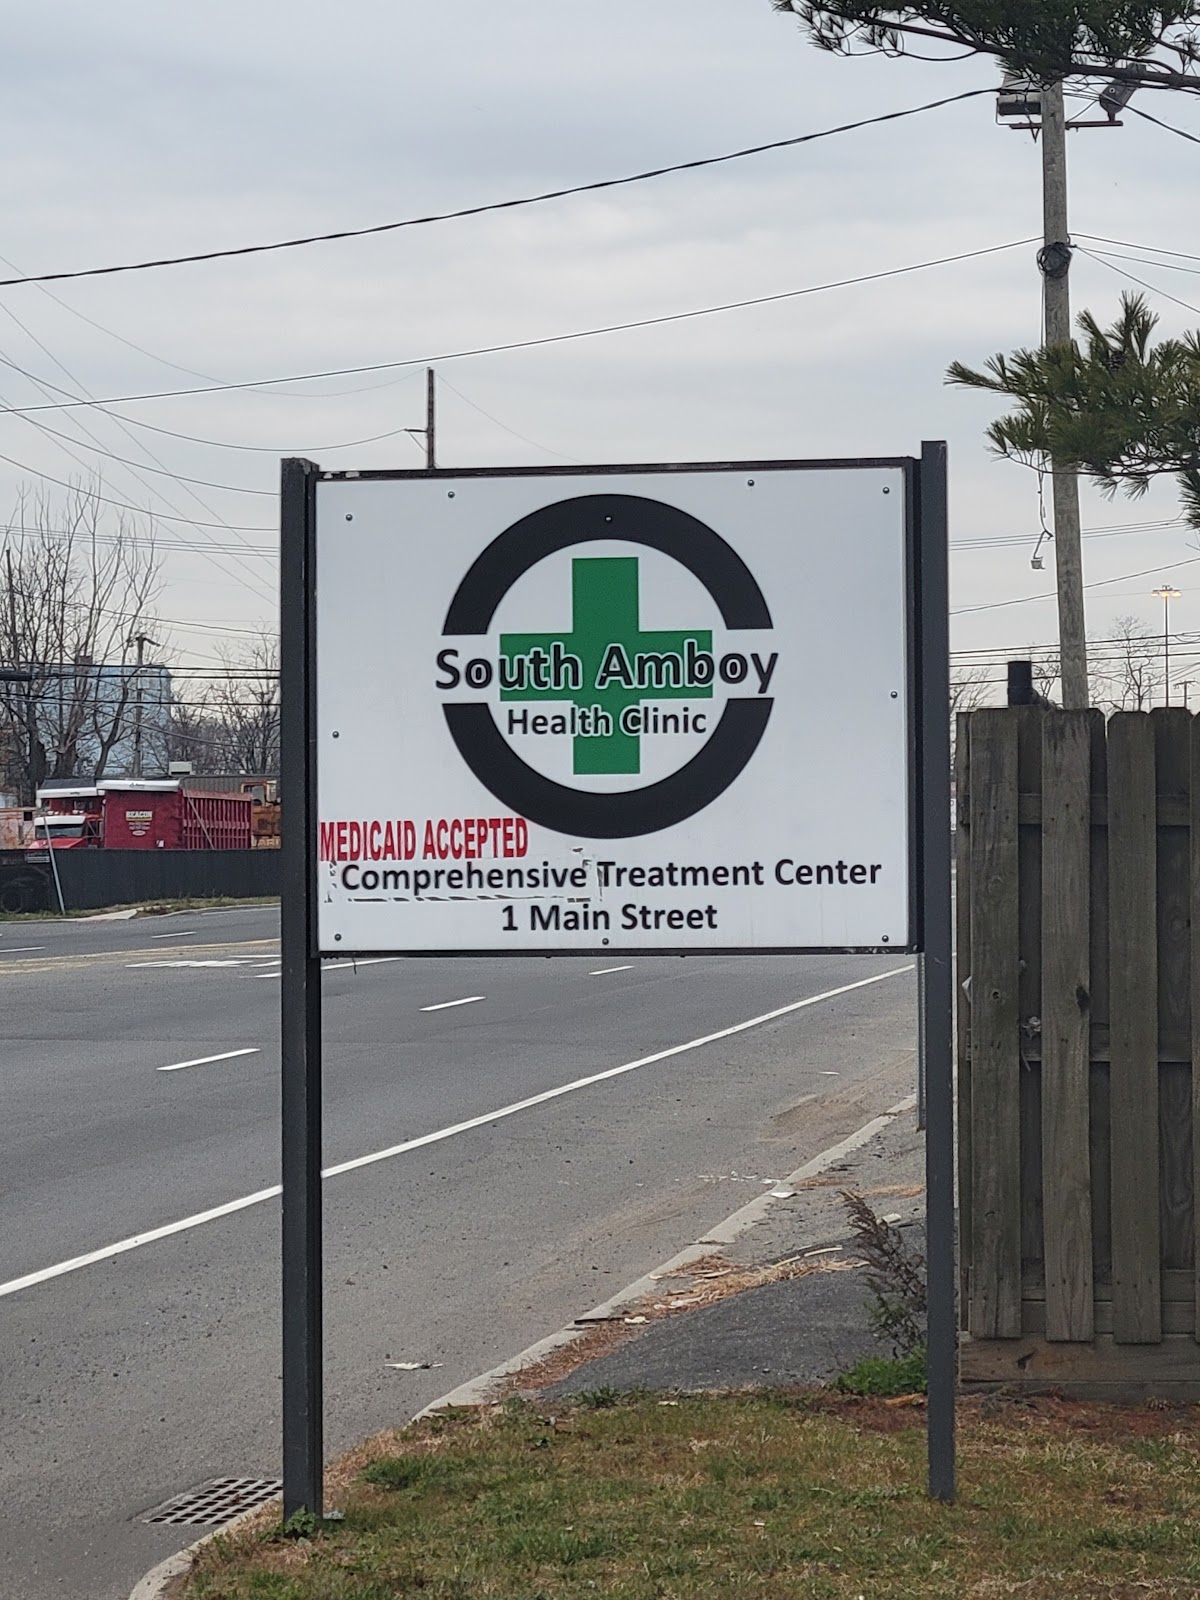 South Amboy
Health Clinic
MEDICAID ACCEPTED
Comprehensive Treatment Center
1 Main Street